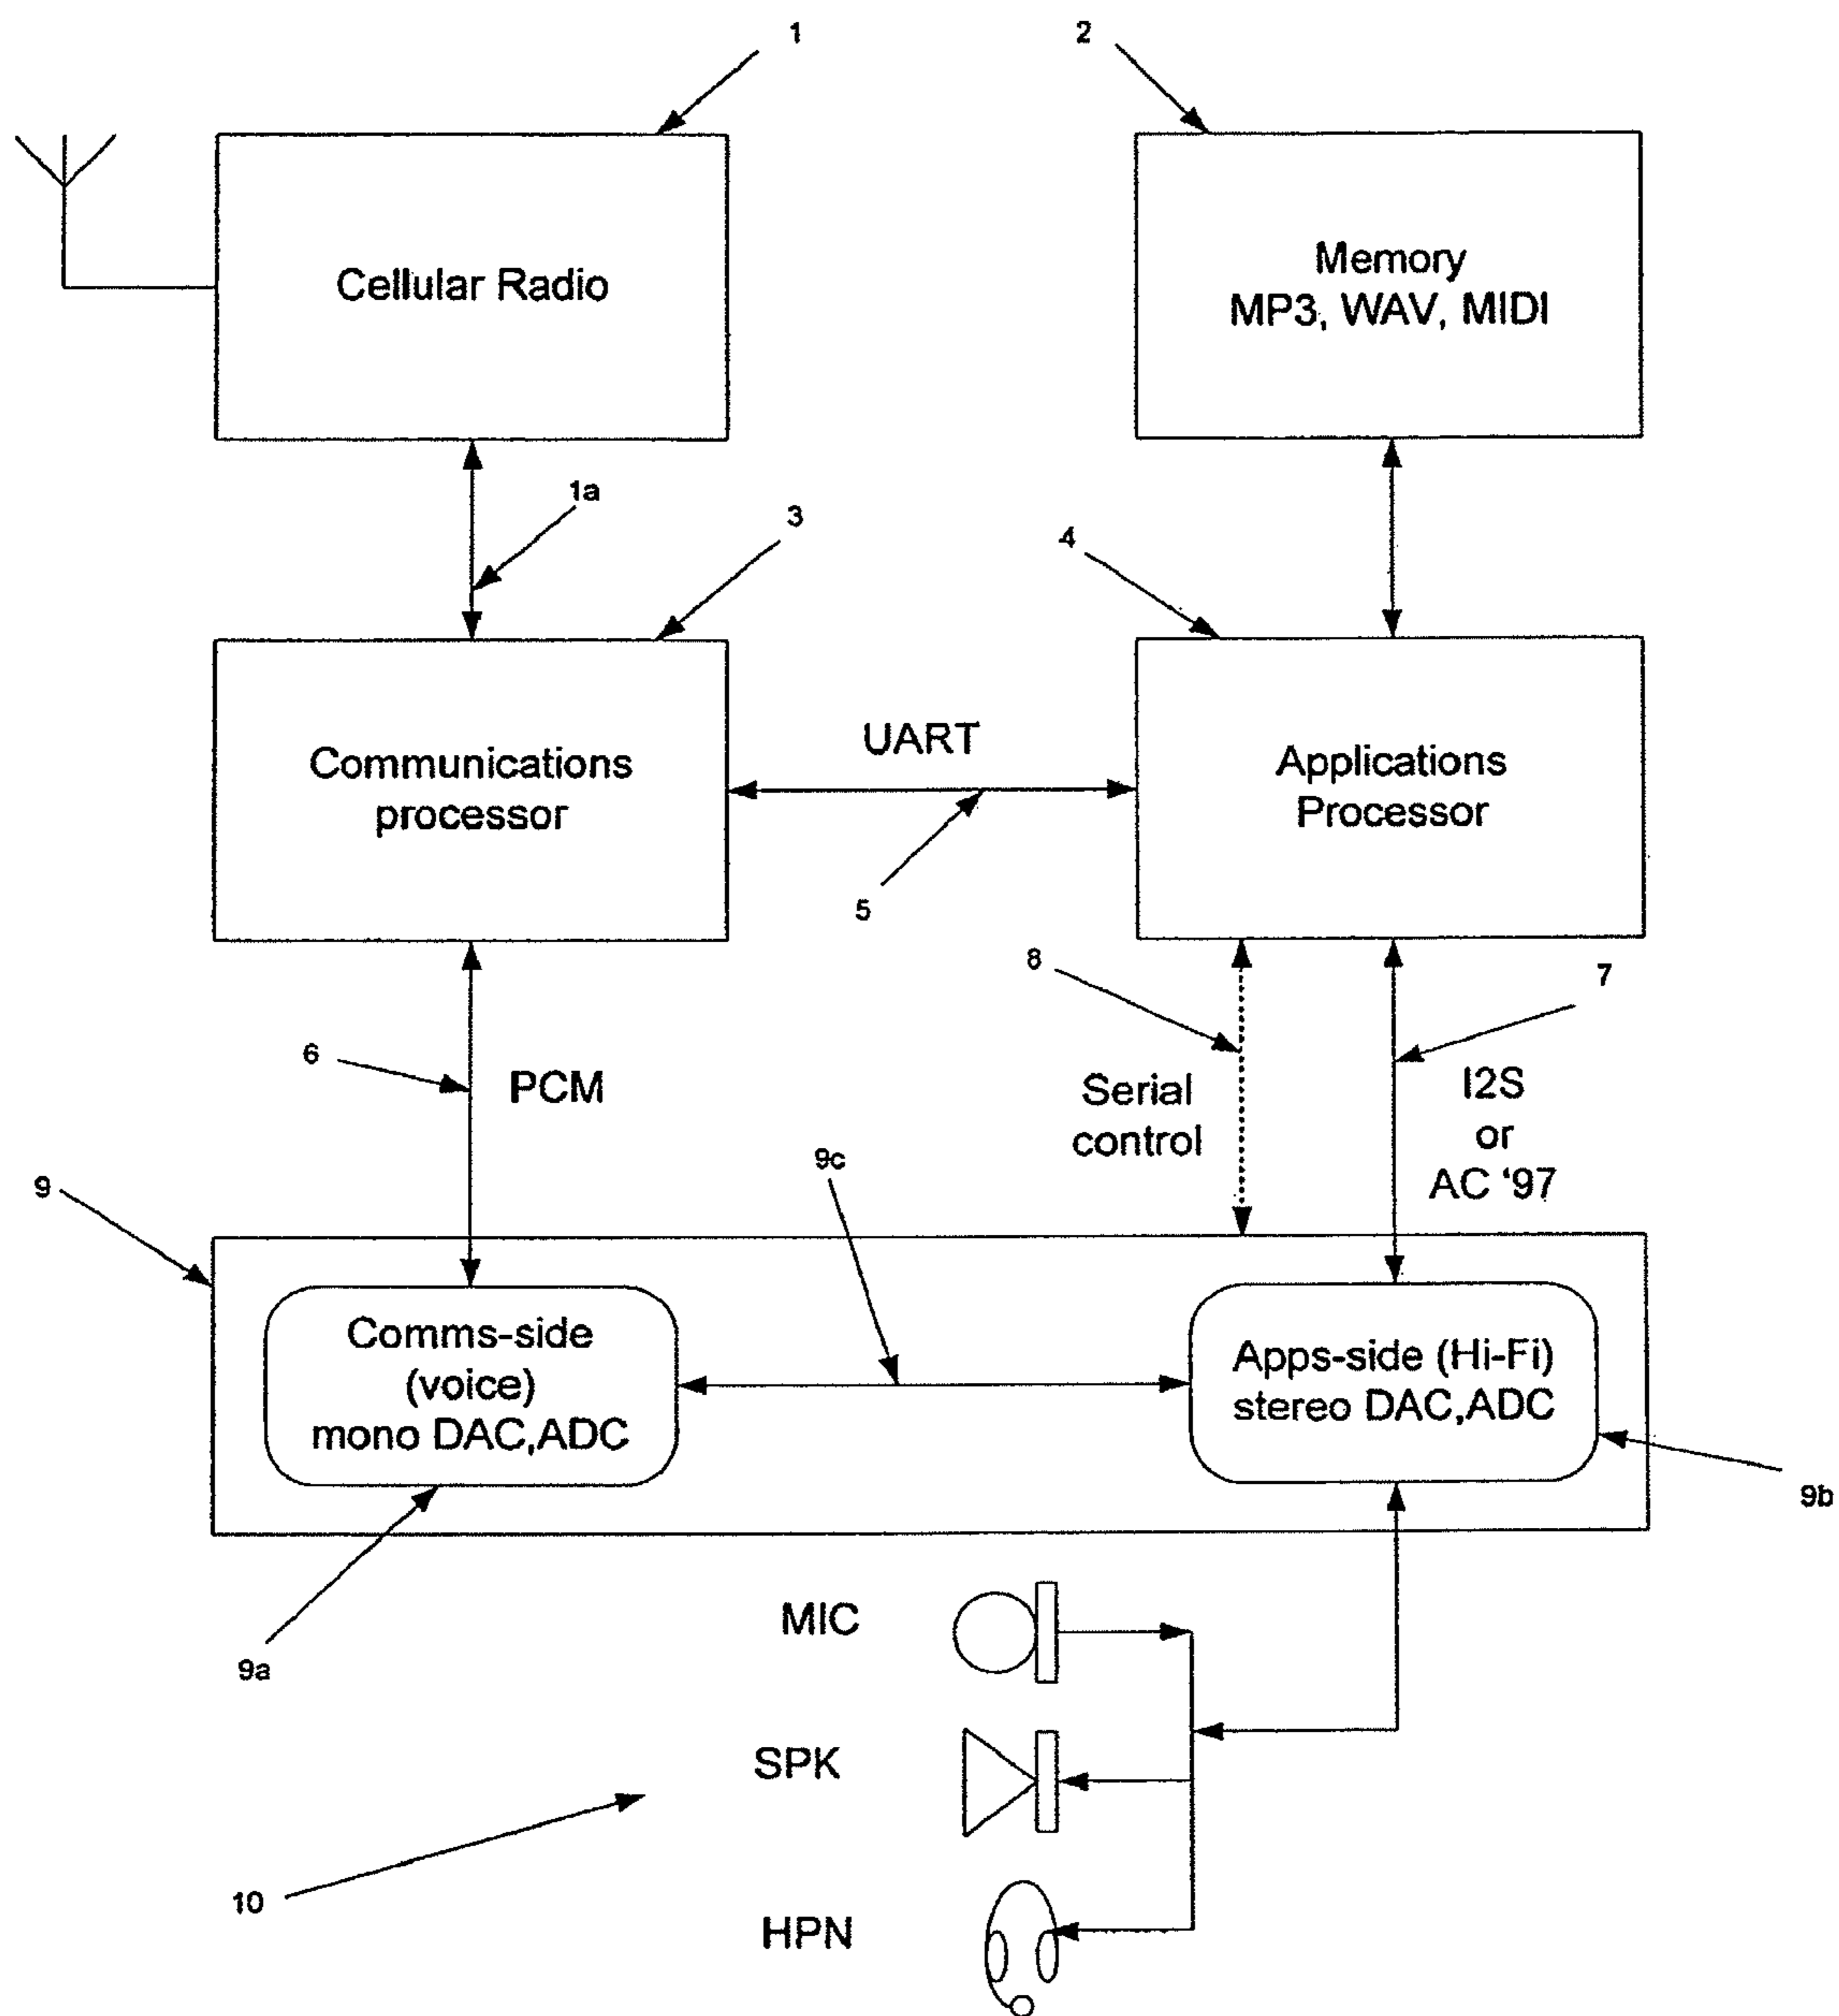 1
2
Cellular Radio
Memory
MP3, WAV, MIDI
1a
3
4
Communications
processor
UART
Applications
Processor
5
8
7
6
PCM
Serial
control
I2S
or
AC ‘97
9
9c
Comms-side
(voice)
mono DAC,ADC
Apps-side (Hi-Fi)
stereo DAC,ADC
9b
9a
MIC
SPK
10
HPN